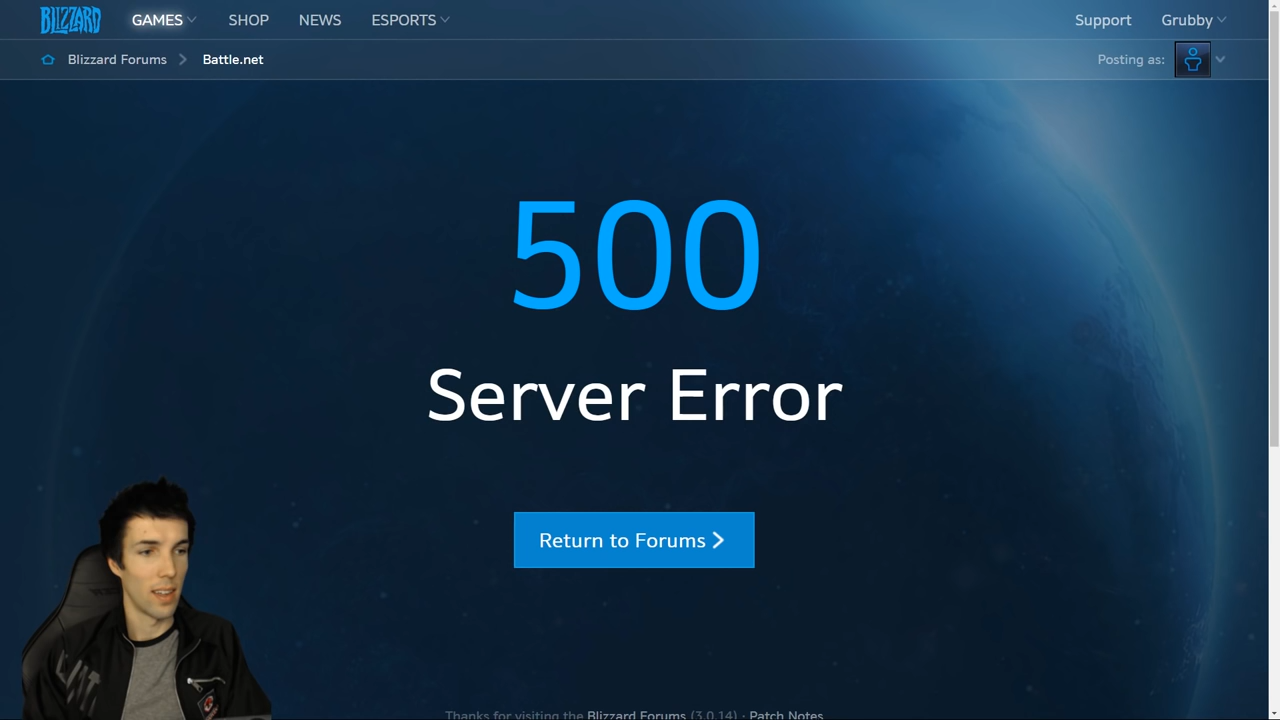 BLIZZARD GAMES SHOP NEWS ESPORTS Support Grubby
Blizzard Forums Battle.net Posting as:
500
Server Error
Return to Forums
Thanks for visiting the Blizzard Forums (3.0.14) · Patch Notes